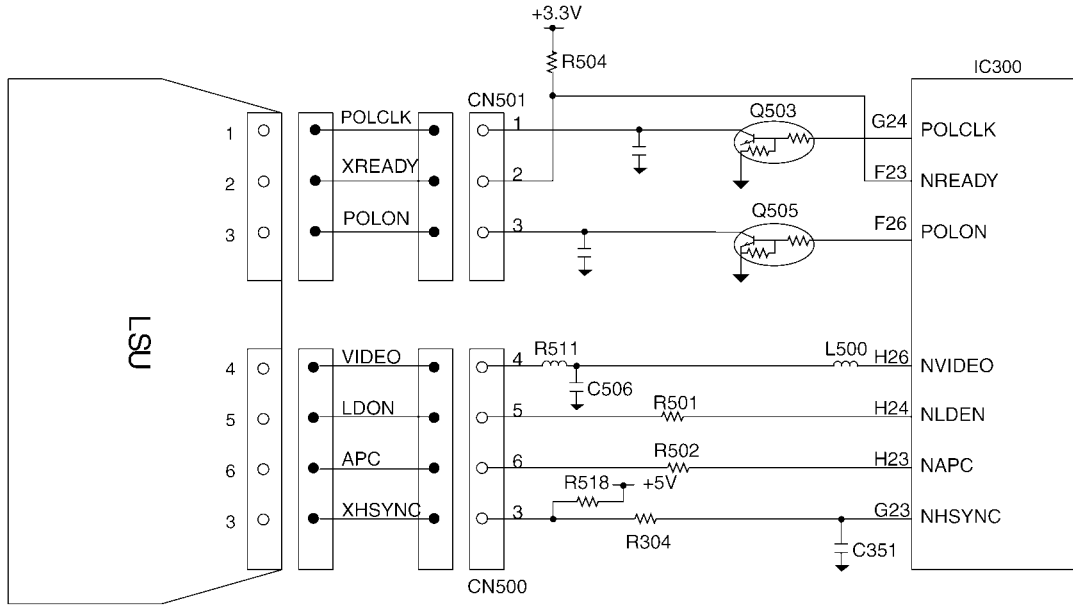 +3.3V
R504
IC300
CN501
Q503
G24
1
POLCLK
1
POLCLK
XREADY
F23
2
2
NREADY
POLON
Q505
F26
3
3
POLON
LSU
VIDEO
R511
L500
H26
4
4
NVIDEO
C506
LDON
R501
H24
5
5
NLDEN
APC
R502
H23
6
6
NAPC
R518
+5V
XHSYNC
G23
3
3
NHSYNC
R304
C351
CN500